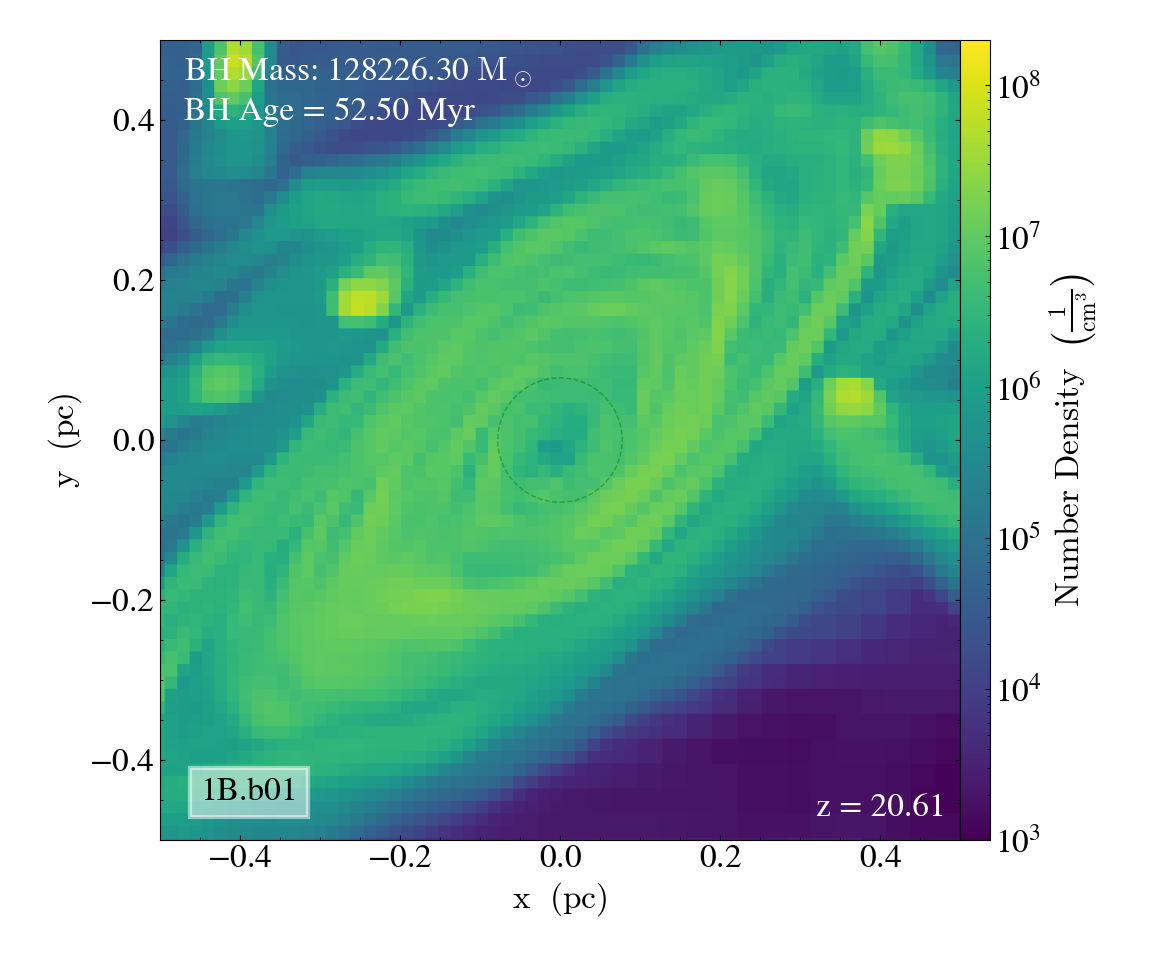 BH Mass: 128226.30 M⊙
BH Age = 52.50 Myr
0.4
0.2
0.0
−0.2
−0.4
y (pc)
1B.b01
z = 20.61
−0.4 −0.2 0.0 0.2 0.4
x (pc)
10⁸
10⁷
10⁶
10⁵
10⁴
10³
Number Density (1/cm³)